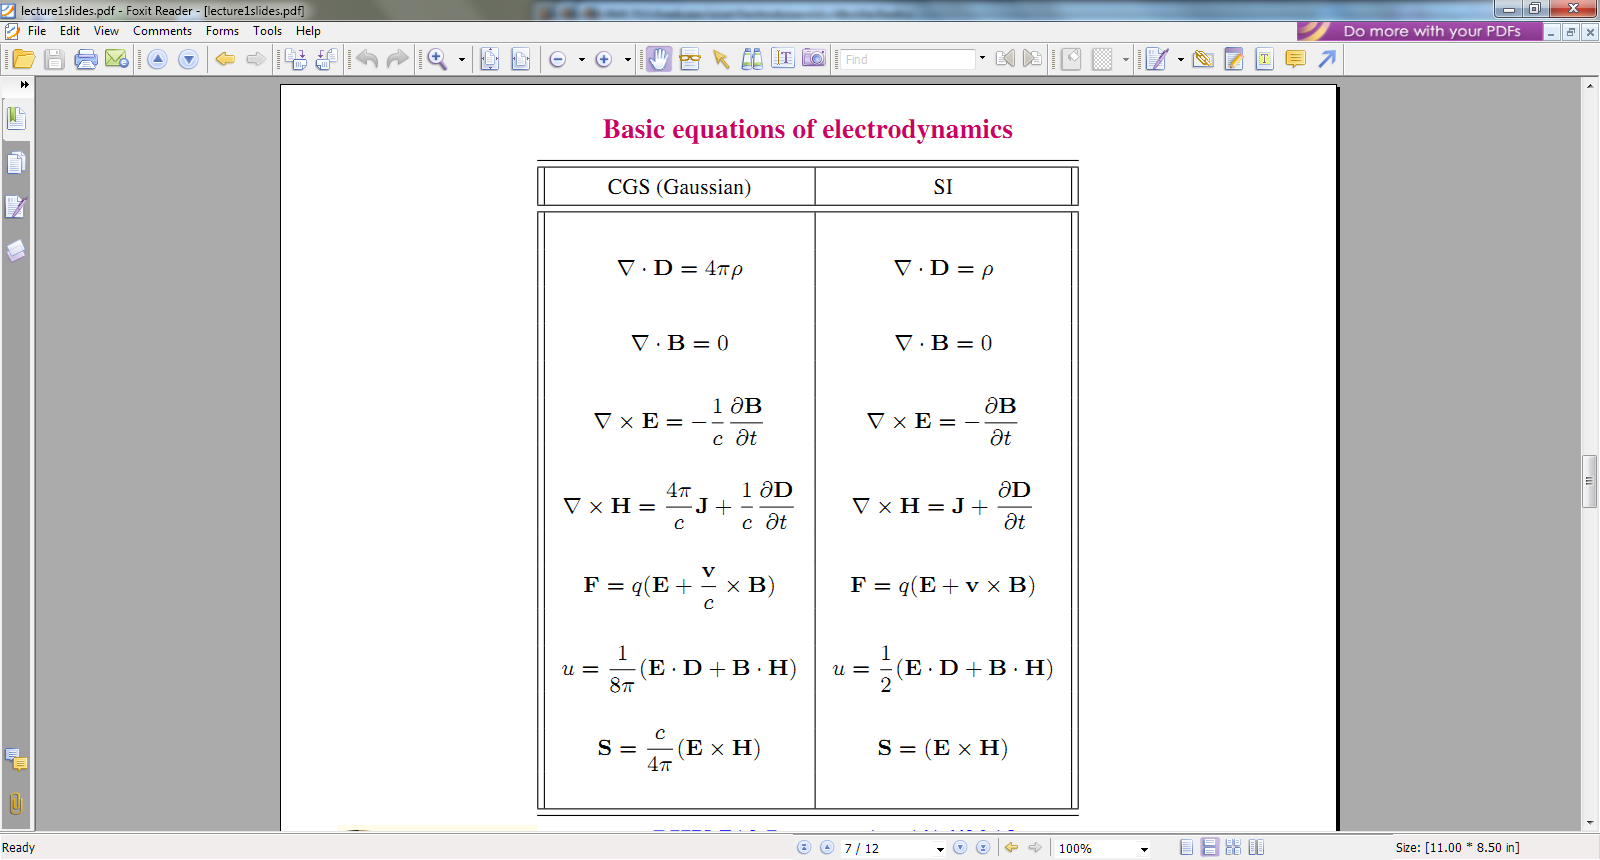 lecture1slides.pdf - Foxit Reader - [lecture1slides.pdf]
File Edit View Comments Forms Tools Help
Do more with your PDFs
Find
Basic equations of electrodynamics
CGS (Gaussian) SI
∇ · D = 4πρ ∇ · D = ρ
∇ · B = 0 ∇ · B = 0
∇ × E = −(1/c) ∂B/∂t ∇ × E = −∂B/∂t
∇ × H = (4π/c) J + (1/c) ∂D/∂t ∇ × H = J + ∂D/∂t
F = q(E + v/c × B) F = q(E + v × B)
u = 1/8π (E · D + B · H) u = 1/2 (E · D + B · H)
S = c/4π (E × H) S = (E × H)
Ready 7 / 12 100% Size: [11.00 * 8.50 in]